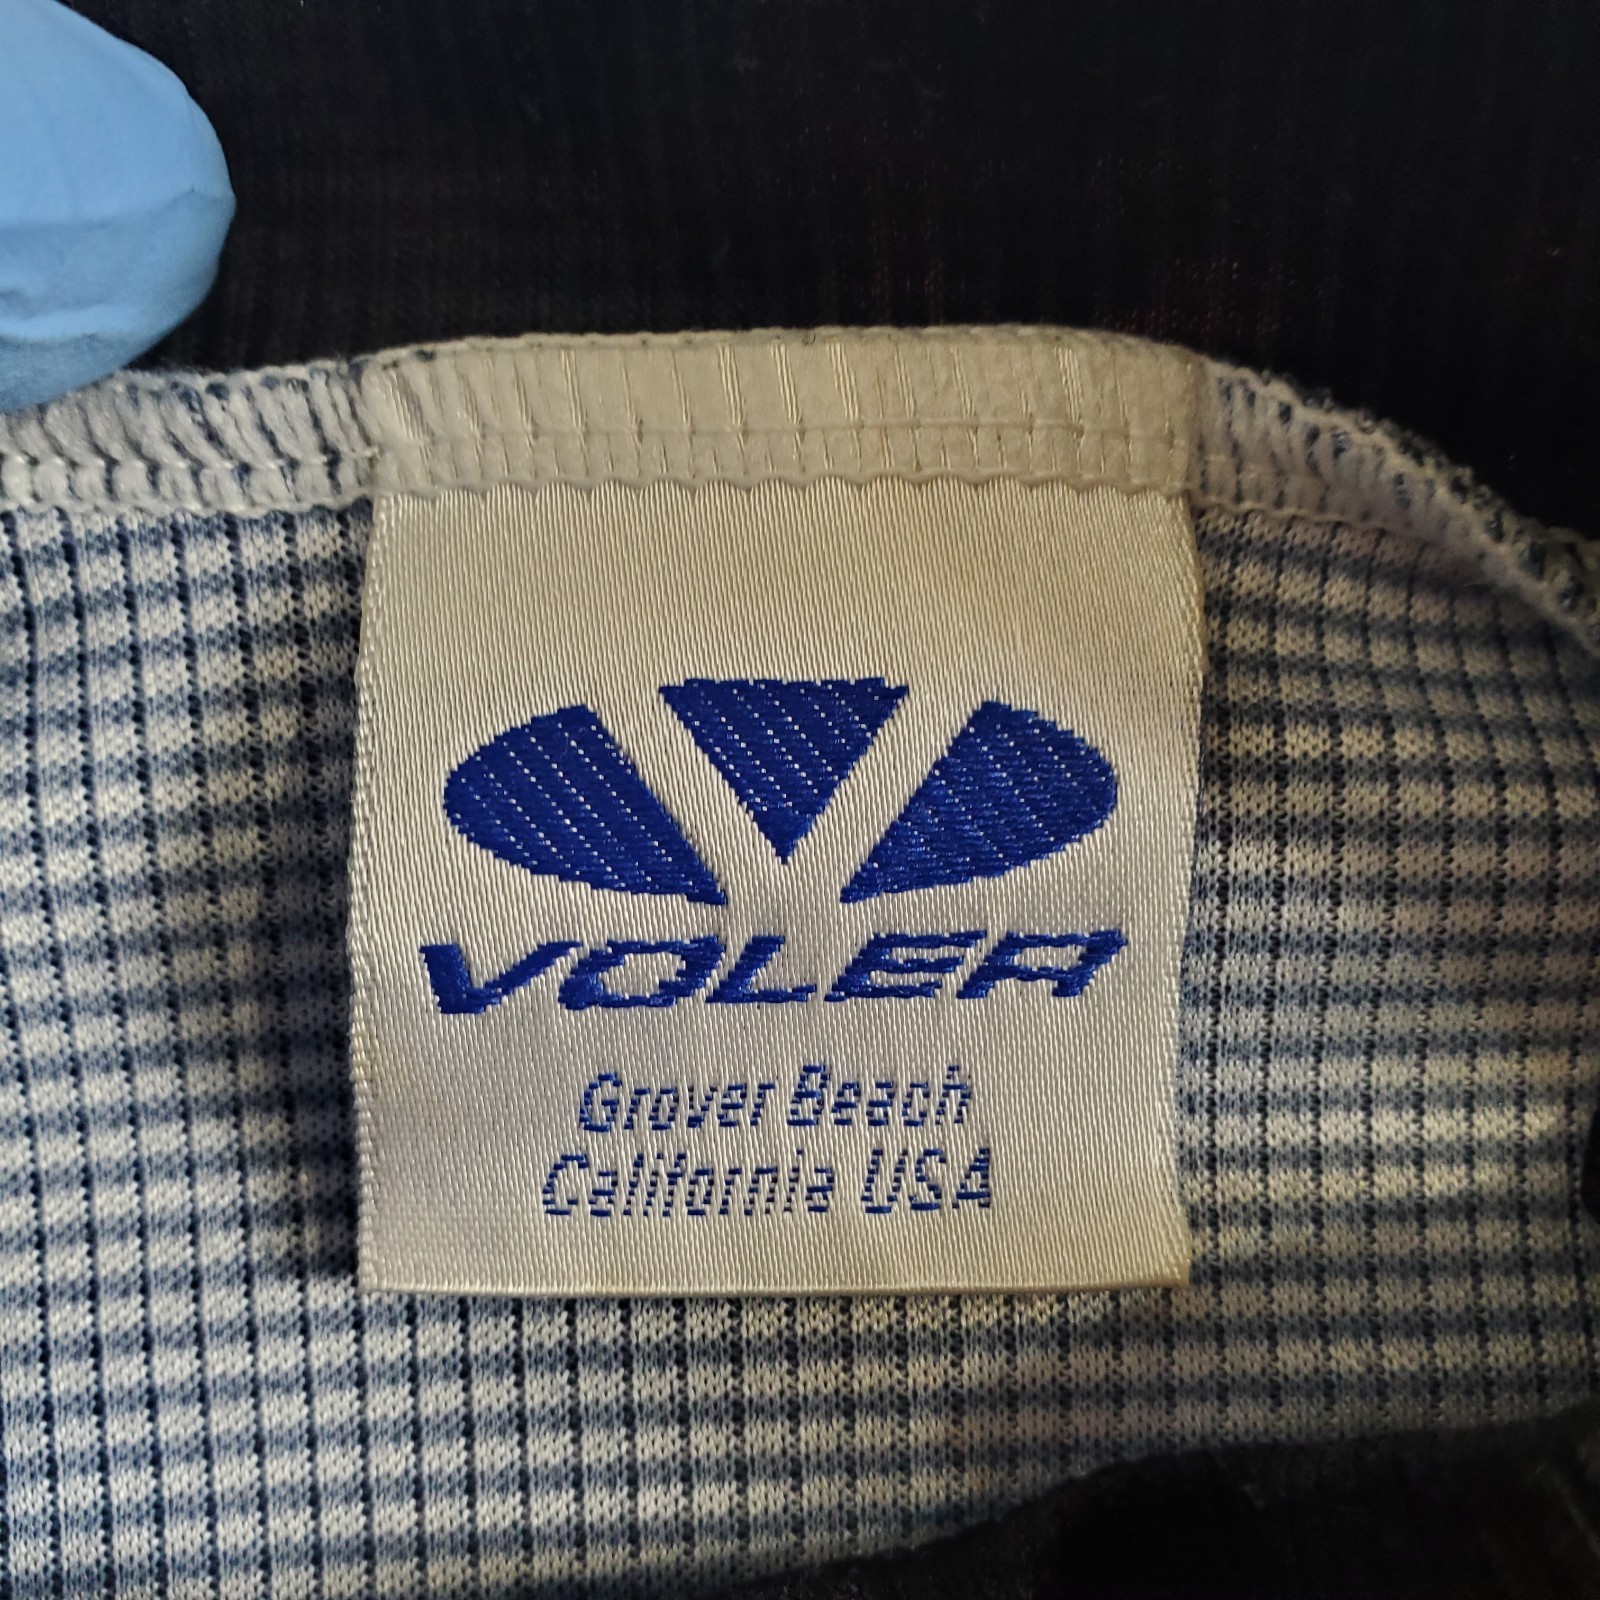 VOLER
Grover Beach
California USA